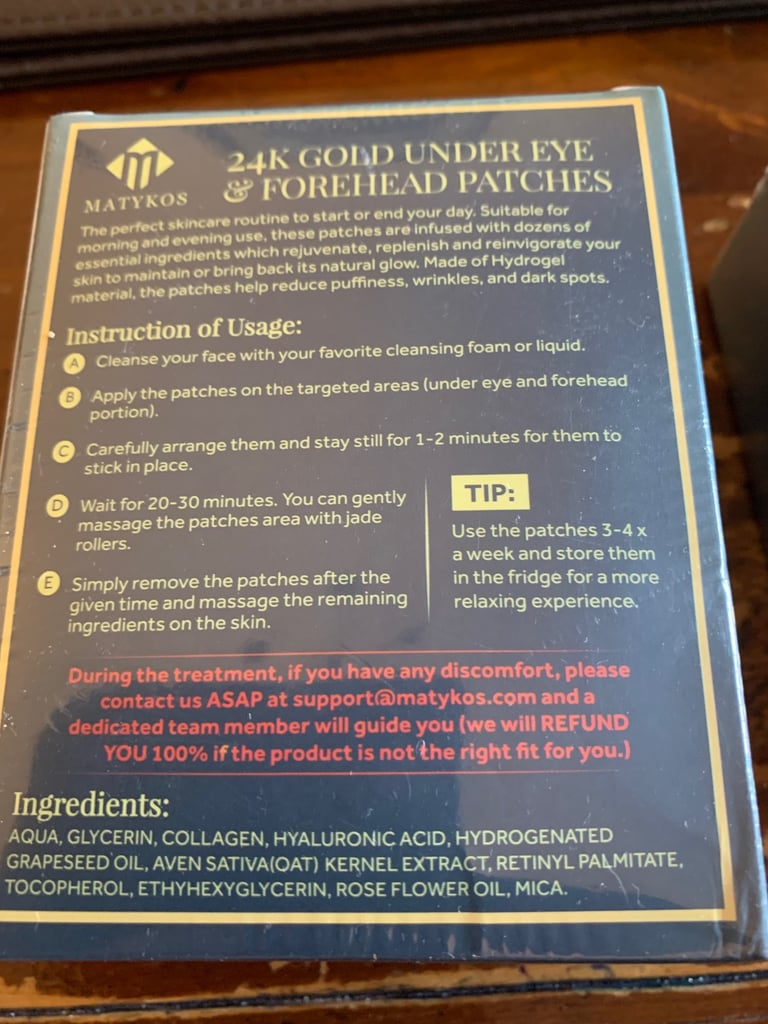 MATYKOS
24K GOLD UNDER EYE
& FOREHEAD PATCHES
The perfect skincare routine to start or end your day. Suitable for
morning and evening use, these patches are infused with dozens of
essential ingredients which rejuvenate, replenish and reinvigorate your
skin to maintain or bring back its natural glow. Made of Hydrogel
material, the patches help reduce puffiness, wrinkles, and dark spots.
Instruction of Usage:
A Cleanse your face with your favorite cleansing foam or liquid.
B Apply the patches on the targeted areas (under eye and forehead
portion).
C Carefully arrange them and stay still for 1-2 minutes for them to
stick in place.
D Wait for 20-30 minutes. You can gently
massage the patches area with jade
rollers.
E Simply remove the patches after the
given time and massage the remaining
ingredients on the skin.
TIP:
Use the patches 3-4 x
a week and store them
in the fridge for a more
relaxing experience.
During the treatment, if you have any discomfort, please
contact us ASAP at support@matykos.com and a
dedicated team member will guide you (we will REFUND
YOU 100% if the product is not the right fit for you.)
Ingredients:
AQUA, GLYCERIN, COLLAGEN, HYALURONIC ACID, HYDROGENATED
GRAPESEED OIL, AVEN SATIVA(OAT) KERNEL EXTRACT, RETINYL PALMITATE,
TOCOPHEROL, ETHYHEXYGLYCERIN, ROSE FLOWER OIL, MICA.